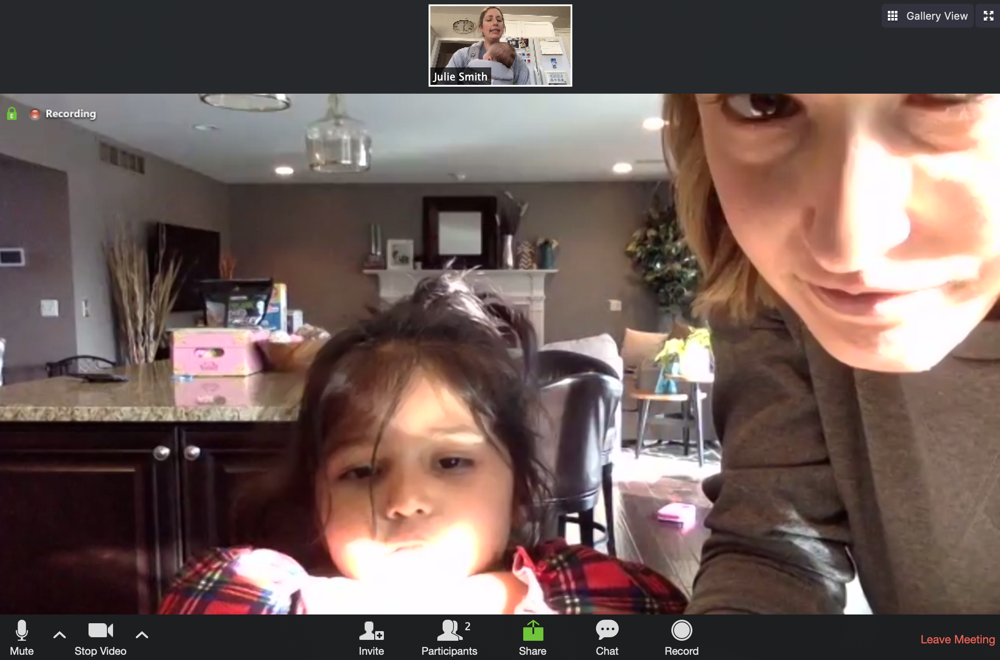 Gallery View
Julie Smith
E
Recording
Mute
Stop Video
Invite
Participants
2
Share
Chat
Record
Leave Meeting